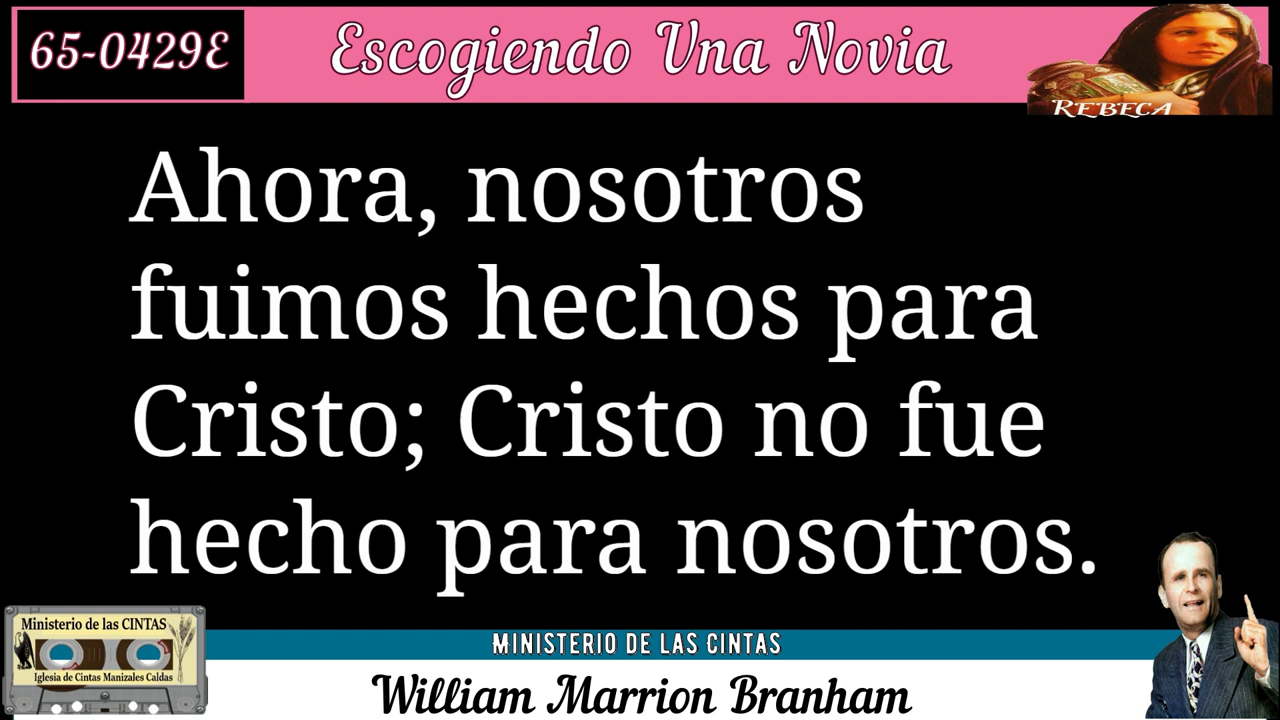 65-0429E
Escogiendo Una Novia
REBECA
Ahora, nosotros
fuimos hechos para
Cristo; Cristo no fue
hecho para nosotros.
Ministerio de las CINTAS
Iglesia de Cintas Manizales Caldas
MINISTERIO DE LAS CINTAS
William Marrion Branham